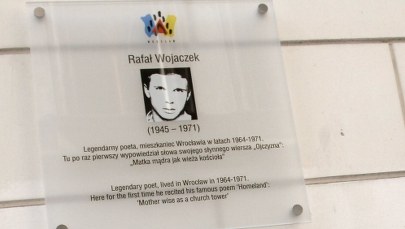 Rafał Wojaczek
(1945 – 1971)
Legendarny poeta, mieszkaniec Wrocławia w latach 1964-1971.
Tu po raz pierwszy wypowiedział słowa swojego słynnego wiersza „Ojczyzna":
„Matka mądra jak wieża kościoła"
Legendary poet, lived in Wrocław in 1964-1971.
Here for the first time he recited his famous poem 'Homeland':
'Mother wise as a church tower'